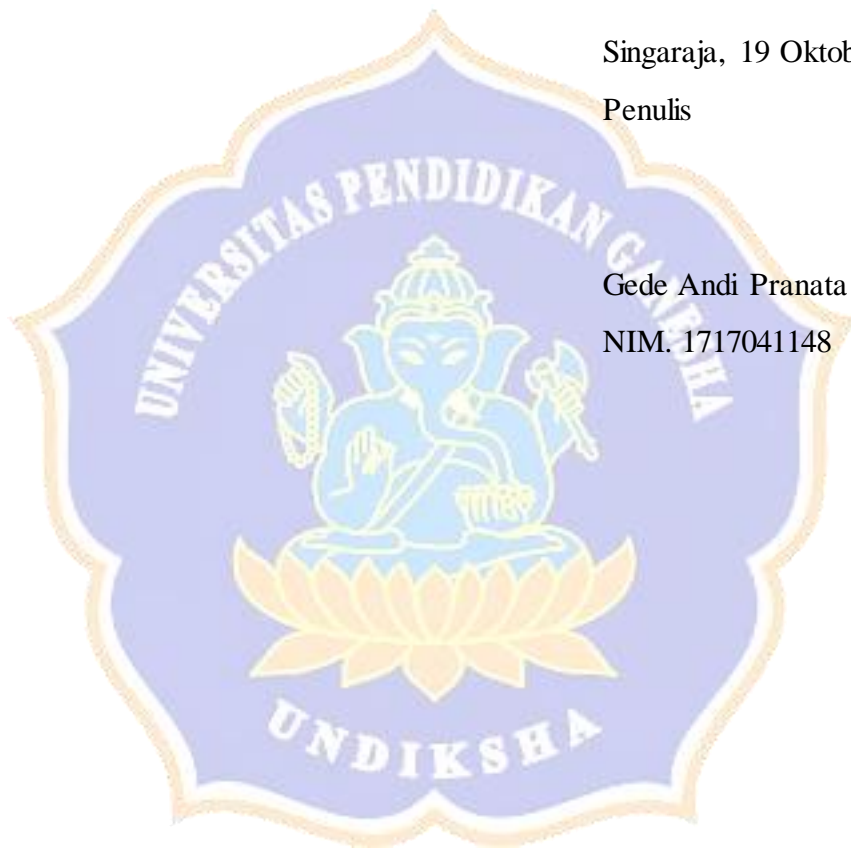 Singaraja, 19 Oktob
Penulis
UNIVERSITAS PENDIDIKAN GANESHA
Gede Andi Pranata
NIM. 1717041148
UNDIKSHA